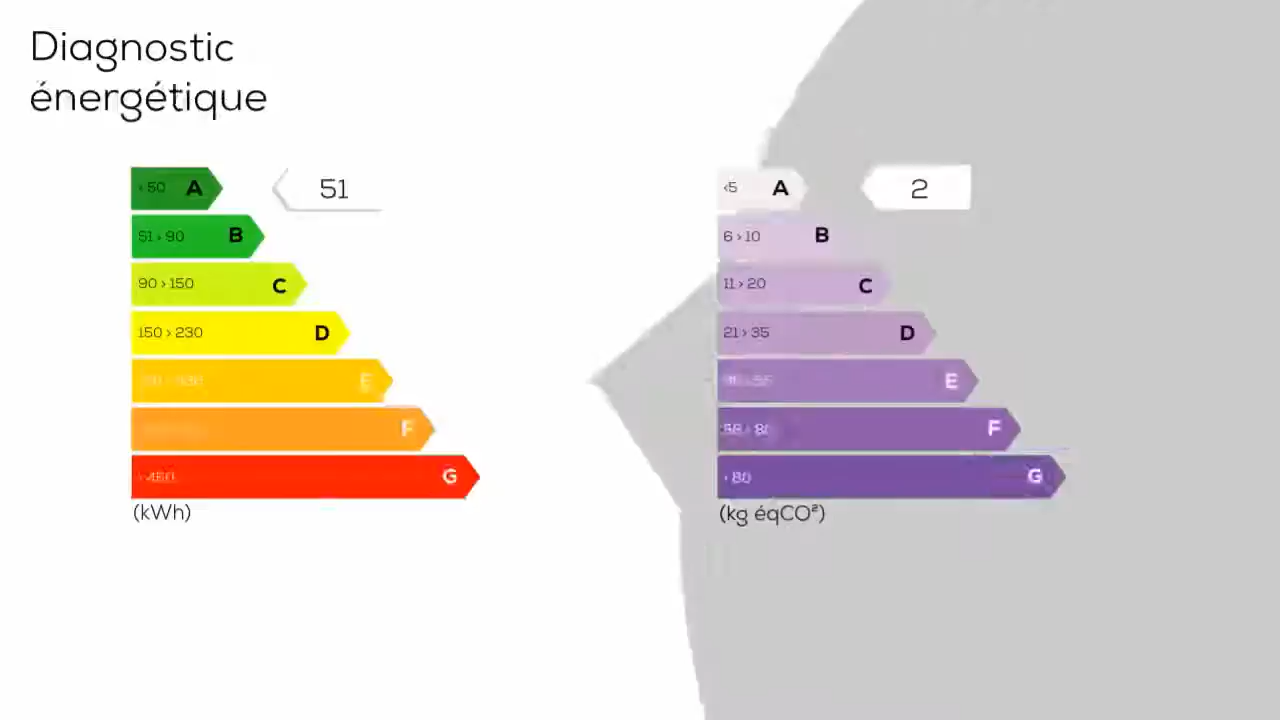 Diagnostic
énergétique
< 50 A
51
51 > 90 B
90 > 150 C
150 > 230 D
E
F
G
(kWh)
<5 A
2
6 > 10 B
11 > 20 C
21 > 35 D
E
F
> 80 G
(kg éqCO²)